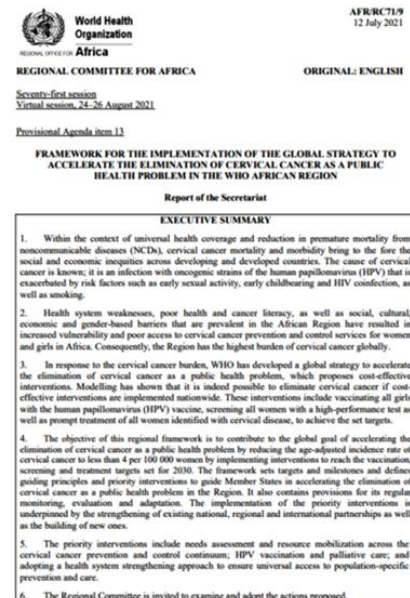 World Health
Organization
REGIONAL OFFICE FOR Africa
AFR/RC71/9
12 July 2021
REGIONAL COMMITTEE FOR AFRICA
ORIGINAL: ENGLISH
Seventy-first session
Virtual session, 24–26 August 2021
Provisional Agenda item 13
FRAMEWORK FOR THE IMPLEMENTATION OF THE GLOBAL STRATEGY TO
ACCELERATE THE ELIMINATION OF CERVICAL CANCER AS A PUBLIC
HEALTH PROBLEM IN THE WHO AFRICAN REGION
Report of the Secretariat
EXECUTIVE SUMMARY
1. Within the context of universal health coverage and reduction in premature mortality from
noncommunicable diseases (NCDs), cervical cancer mortality and morbidity bring to the fore the
social and economic inequities across developing and developed countries. The cause of cervical
cancer is known; it is an infection with oncogenic strains of the human papillomavirus (HPV) that is
exacerbated by risk factors such as early sexual activity, early childbearing and HIV coinfection, as
well as smoking.
2. Health system weaknesses, poor health and cancer literacy, as well as social, cultural,
economic and gender-based barriers that are prevalent in the African Region have resulted in
increased vulnerability and poor access to cervical cancer prevention and control services for women
and girls in Africa. Consequently, the Region has the highest burden of cervical cancer globally.
3. In response to the cervical cancer burden, WHO has developed a global strategy to accelerate
the elimination of cervical cancer as a public health problem, which proposes cost-effective
interventions. Modelling has shown that it is indeed possible to eliminate cervical cancer if cost-
effective interventions are implemented nationwide. These interventions include vaccinating all girls
with the human papillomavirus (HPV) vaccine, screening all women with a high-performance test as
well as prompt treatment of all women identified with cervical disease, to achieve the set targets.
4. The objective of this regional framework is to contribute to the global goal of accelerating the
elimination of cervical cancer as a public health problem by reducing the age-adjusted incidence rate of
cervical cancer to less than 4 per 100 000 women by implementing interventions to reach the vaccination,
screening and treatment targets set for 2030. The framework sets targets and milestones and defines
guiding principles and priority interventions to guide Member States in accelerating the elimination of
cervical cancer as a public health problem in the Region. It also contains provisions for its regular
monitoring, evaluation and adaptation. The implementation of the priority interventions is
underpinned by the strengthening of existing national, regional and international partnerships as well
as the building of new ones.
5. The priority interventions include needs assessment and resource mobilization across the
cervical cancer prevention and control continuum; HPV vaccination and palliative care; and
adopting a health system strengthening approach to ensure universal access to population-specific
prevention and care.
6. The Regional Committee is invited to examine and adopt the actions proposed.